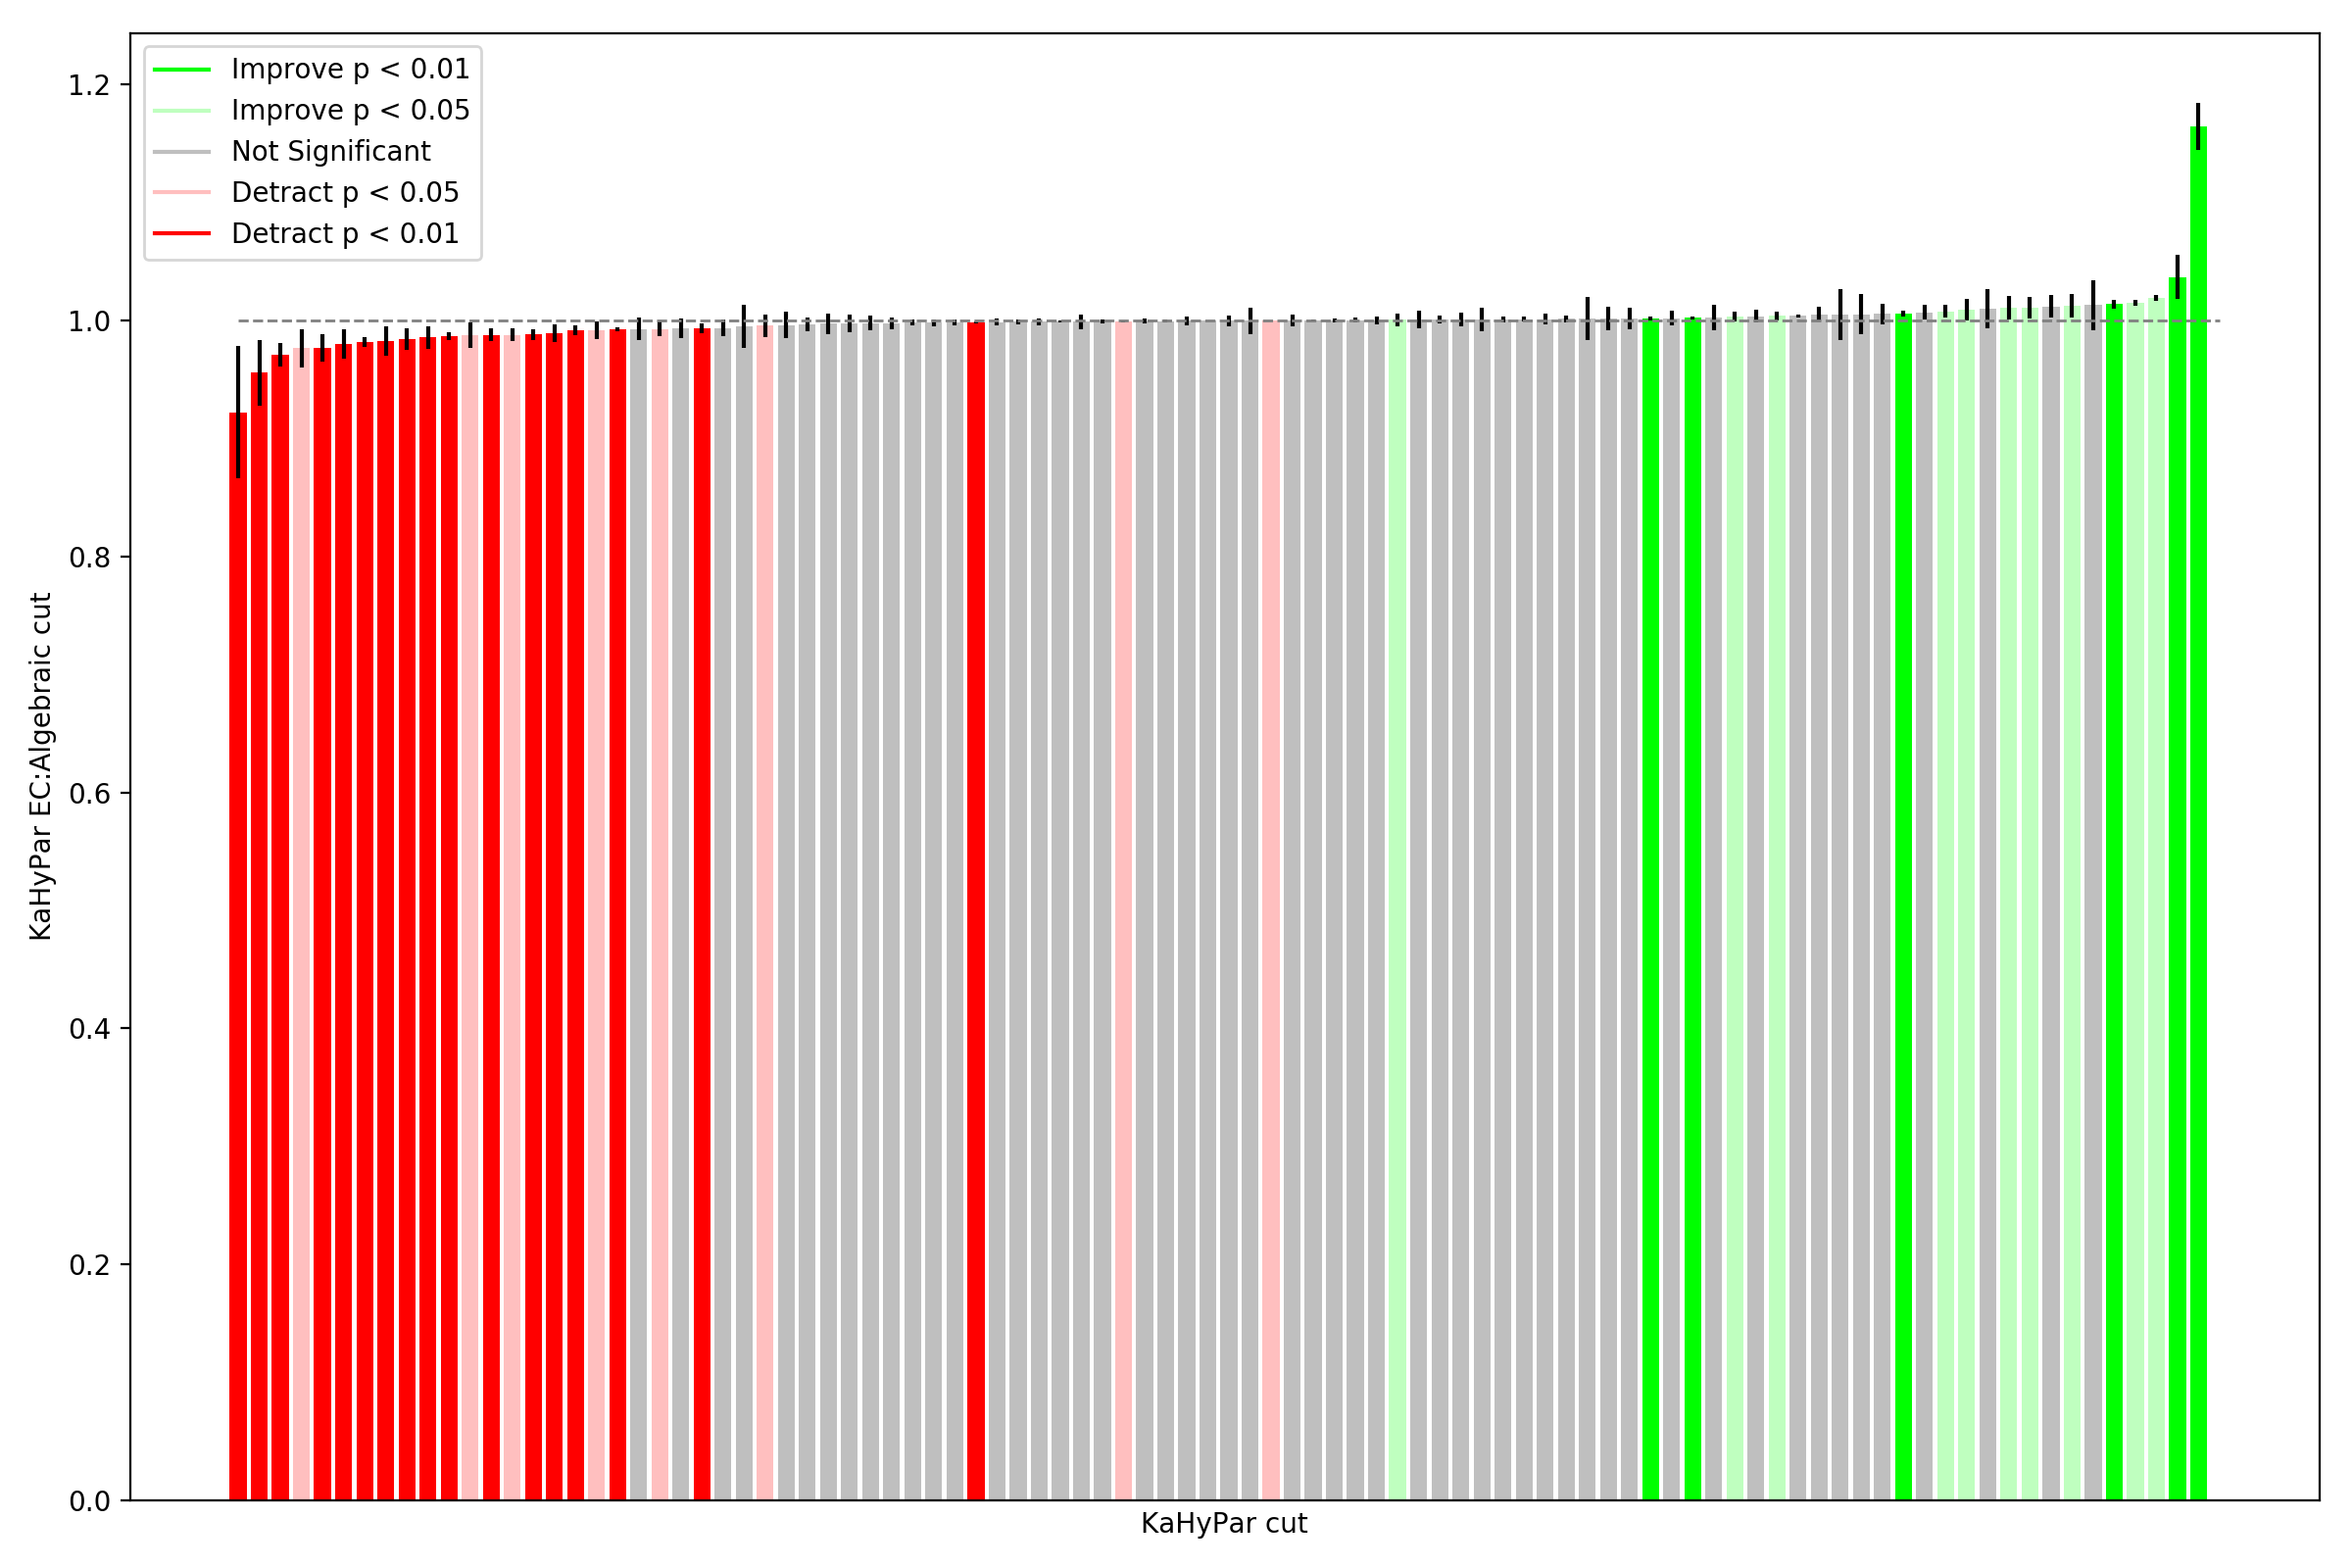 Improve p < 0.01
Improve p < 0.05
Not Significant
Detract p < 0.05
Detract p < 0.01
1.2
1.0
0.8
0.6
0.4
0.2
0.0
KaHyPar EC:Algebraic cut
KaHyPar cut